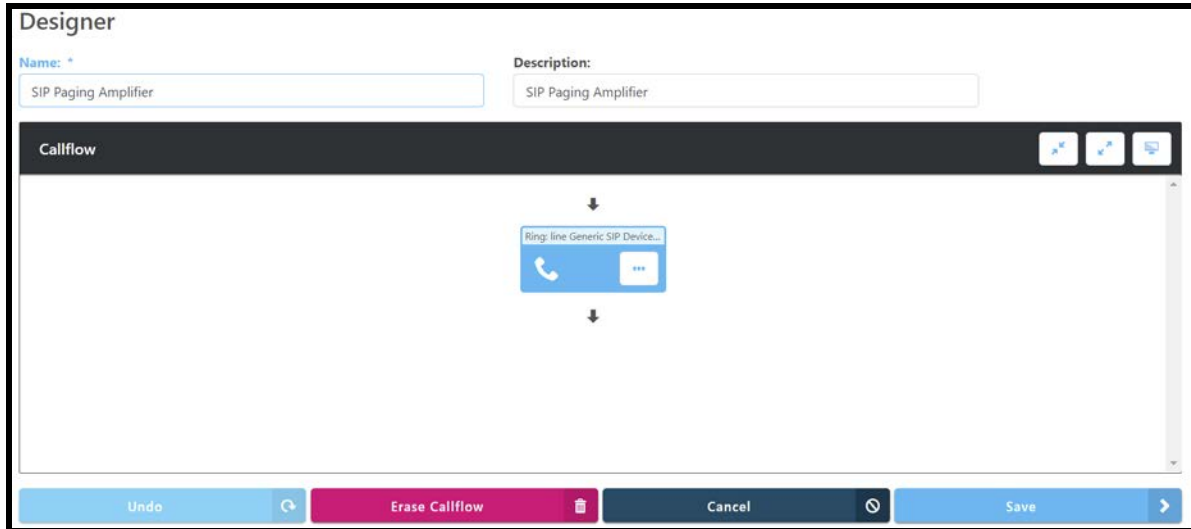 Designer
Name: * Description:
SIP Paging Amplifier SIP Paging Amplifier
Callflow
Ring: line Generic SIP Device...
Undo Erase Callflow Cancel Save